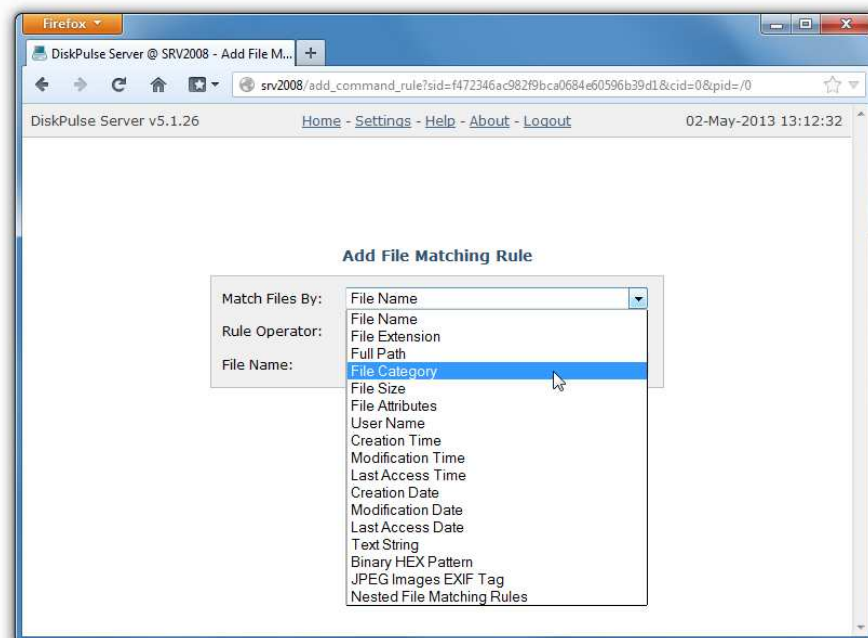 Firefox
DiskPulse Server @ SRV2008 - Add File M...
srv2008/add_command_rule?sid=f472346ac982f9bca0684e60596b39d1&cid=0&pid=/0
DiskPulse Server v5.1.26 Home - Settings - Help - About - Logout 02-May-2013 13:12:32
Add File Matching Rule
Match Files By: File Name
Rule Operator:
File Name:
File Name
File Extension
Full Path
File Category
File Size
File Attributes
User Name
Creation Time
Modification Time
Last Access Time
Creation Date
Modification Date
Last Access Date
Text String
Binary HEX Pattern
JPEG Images EXIF Tag
Nested File Matching Rules